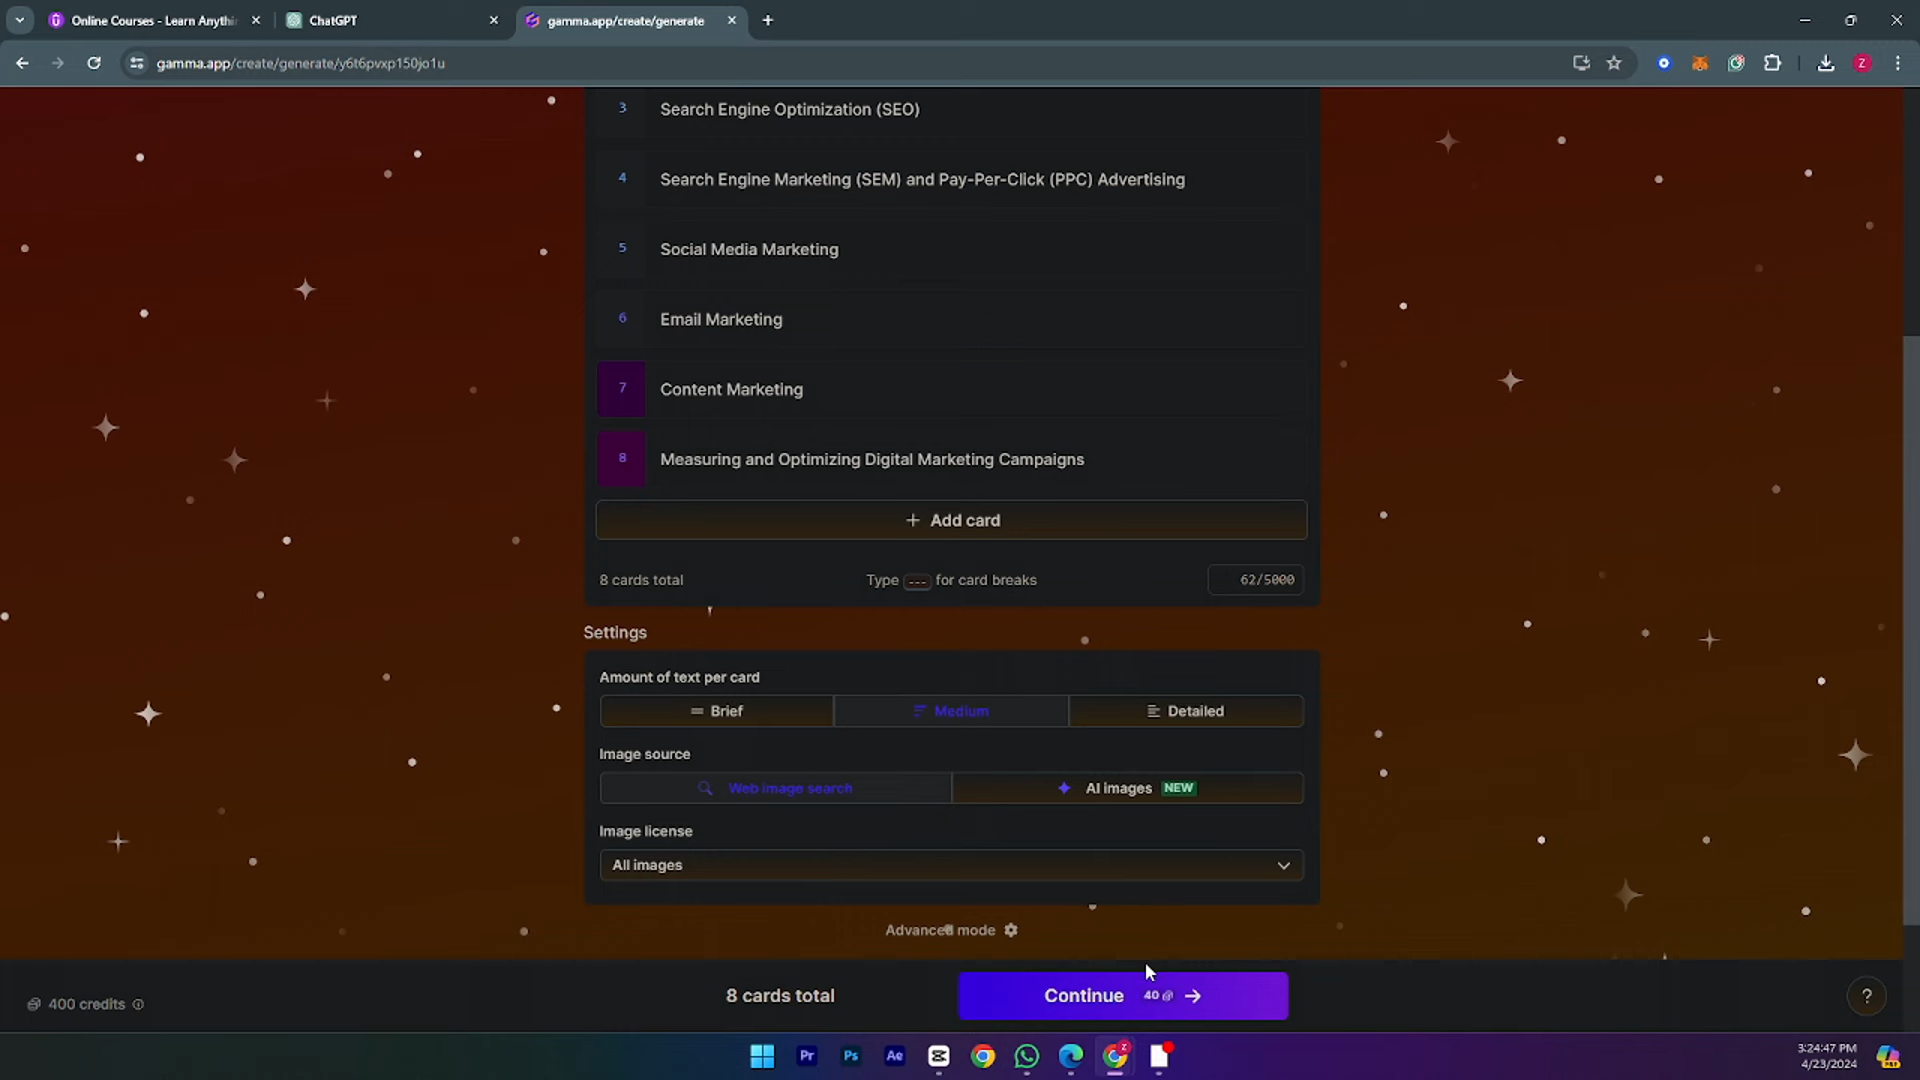 Online Courses - Learn Anythi
ChatGPT
gamma.app/create/generate
gamma.app/create/generate/y6t6pvxp150jo1u
Z
3 Search Engine Optimization (SEO)
4 Search Engine Marketing (SEM) and Pay-Per-Click (PPC) Advertising
5 Social Media Marketing
6 Email Marketing
7 Content Marketing
8 Measuring and Optimizing Digital Marketing Campaigns
+ Add card
8 cards total
Type --- for card breaks
62/5000
Settings
Amount of text per card
Brief
Medium
Detailed
Image source
Web image search
AI images NEW
Image license
All images
Advanced mode
400 credits
8 cards total
Continue 40
?
Pr
Ps
Ae
Z
3:24:47 PM
4/23/2024